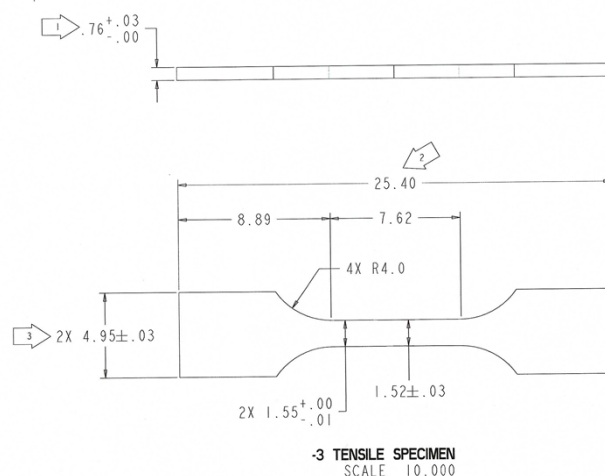 1 .76 +.03 -.00
2
25.40
8.89 7.62
4X R4.0
3 2X 4.95±.03
2X 1.55 +.00 -.01
1.52±.03
-3 TENSILE SPECIMEN
SCALE 10.000